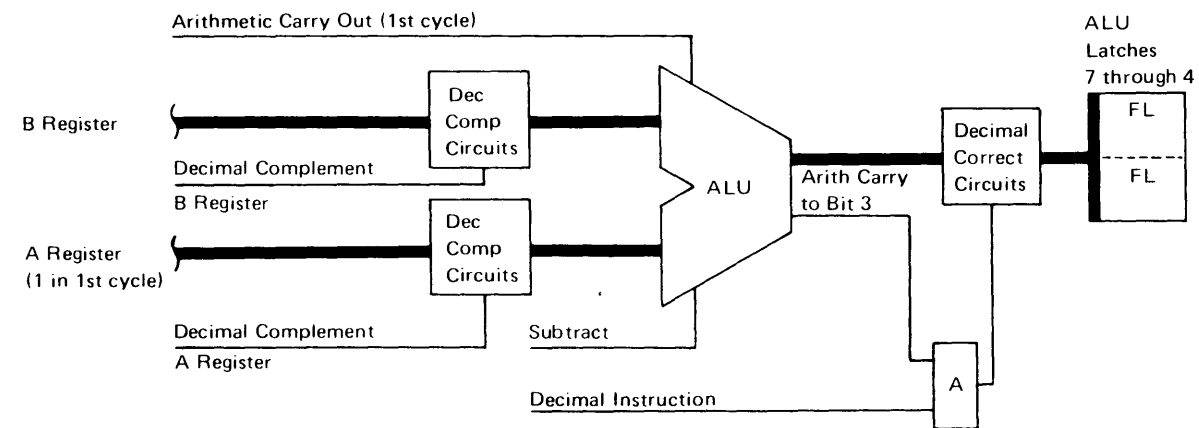 Arithmetic Carry Out (1st cycle)
ALU
Latches
7 through 4
B Register
Dec
Comp
Circuits
Decimal Complement
B Register
ALU
Decimal
Correct
Circuits
FL
FL
Arith Carry
to Bit 3
A Register
(1 in 1st cycle)
Dec
Comp
Circuits
Decimal Complement
A Register
Subtract
A
Decimal Instruction